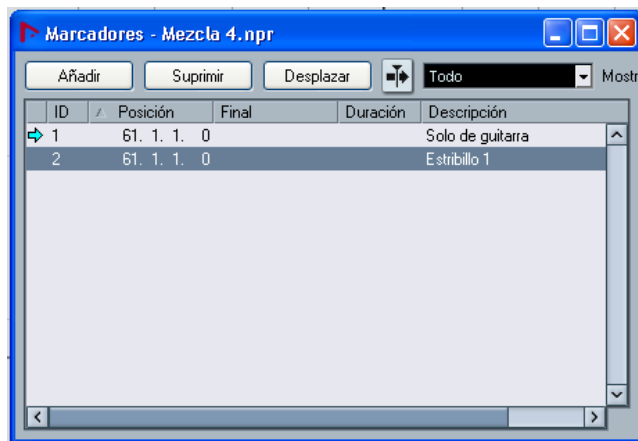 Marcadores - Mezcla 4.npr
Añadir Suprimir Desplazar Todo Mostr
ID Posición Final Duración Descripción
1 61. 1. 1. 0 Solo de guitarra
2 61. 1. 1. 0 Estribillo 1